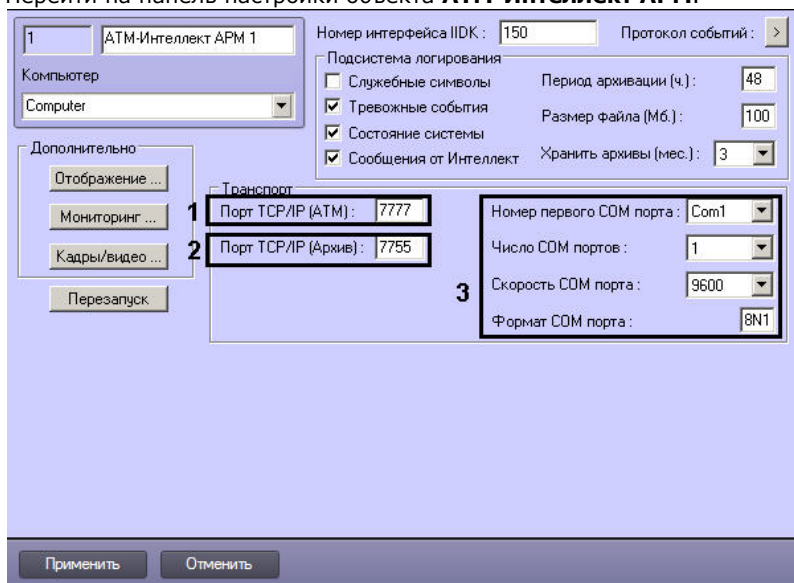 Перейти на панель настройки объекта АТМ-Интеллект АРМ.
1 АТМ-Интеллект АРМ 1
Компьютер
Computer
Номер интерфейса IIDK : 150
Протокол событий : >
Подсистема логирования
Служебные символы
Тревожные события
Состояние системы
Сообщения от Интеллект
Период архивации (ч.) : 48
Размер файла (Мб.) : 100
Хранить архивы (мес.) : 3
Дополнительно
Отображение ...
Мониторинг ...
Кадры/видео ...
Перезапуск
Транспорт
1 Порт TCP/IP (ATM) : 7777
2 Порт TCP/IP (Архив) : 7755
3
Номер первого COM порта : Com1
Число COM портов : 1
Скорость COM порта : 9600
Формат COM порта : 8N1
Применить Отменить